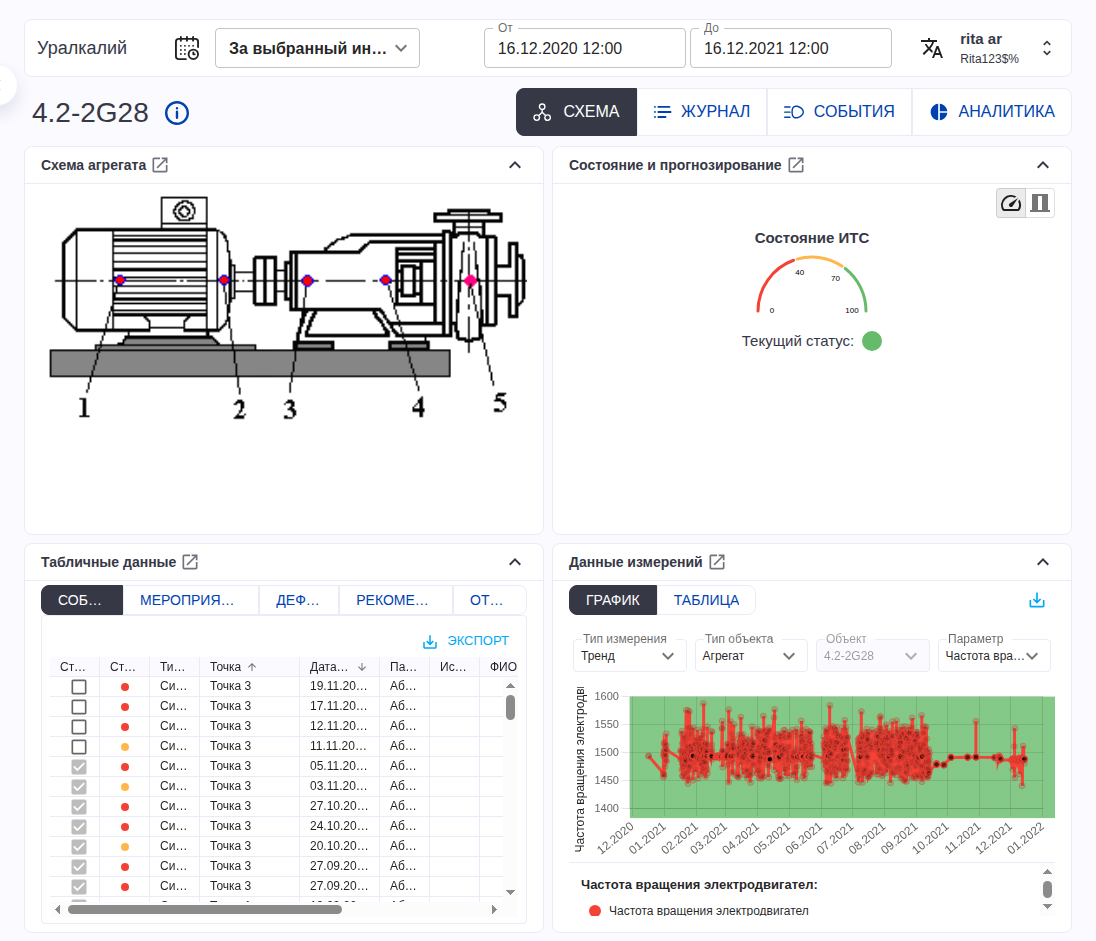 Уралкалий
За выбранный ин…
От
16.12.2020 12:00
До
16.12.2021 12:00
rita ar
Rita123$%
4.2-2G28
СХЕМА
ЖУРНАЛ
СОБЫТИЯ
АНАЛИТИКА
Схема агрегата
1
2
3
4
5
Состояние и прогнозирование
Состояние ИТС
40
70
0
100
Текущий статус:
Табличные данные
СОБ…
МЕРОПРИЯ…
ДЕФ…
РЕКОМЕ…
ОТ…
ЭКСПОРТ
Ст… Ст… Ти… Точка Дата… Па… Ис… ФИО
Си… Точка 3 19.11.20… Аб…
Си… Точка 3 17.11.20… Аб…
Си… Точка 3 12.11.20… Аб…
Си… Точка 3 11.11.20… Аб…
Си… Точка 3 05.11.20… Аб…
Си… Точка 3 03.11.20… Аб…
Си… Точка 3 27.10.20… Аб…
Си… Точка 3 24.10.20… Аб…
Си… Точка 3 20.10.20… Аб…
Си… Точка 3 27.09.20… Аб…
Си… Точка 3 27.09.20… Аб…
Данные измерений
ГРАФИК
ТАБЛИЦА
Тип измерения
Тренд
Тип объекта
Агрегат
Объект
4.2-2G28
Параметр
Частота вра…
Частота вращения электродви
1600
1550
1500
1450
1400
12.2020
01.2021
02.2021
03.2021
04.2021
05.2021
06.2021
07.2021
08.2021
09.2021
10.2021
11.2021
12.2021
01.2022
Частота вращения электродвигател:
Частота вращения электродвигател